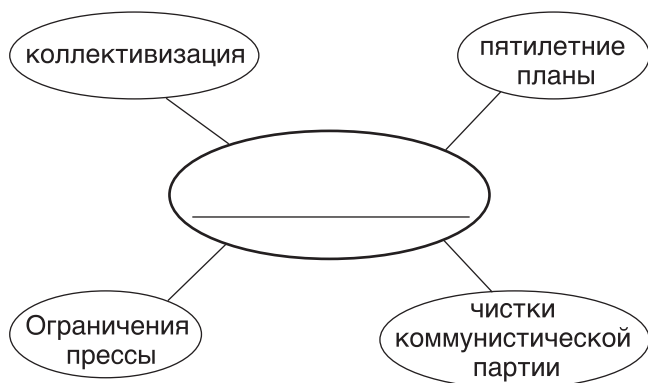 коллективизация
пятилетние
планы
Ограничения
прессы
чистки
коммунистической
партии